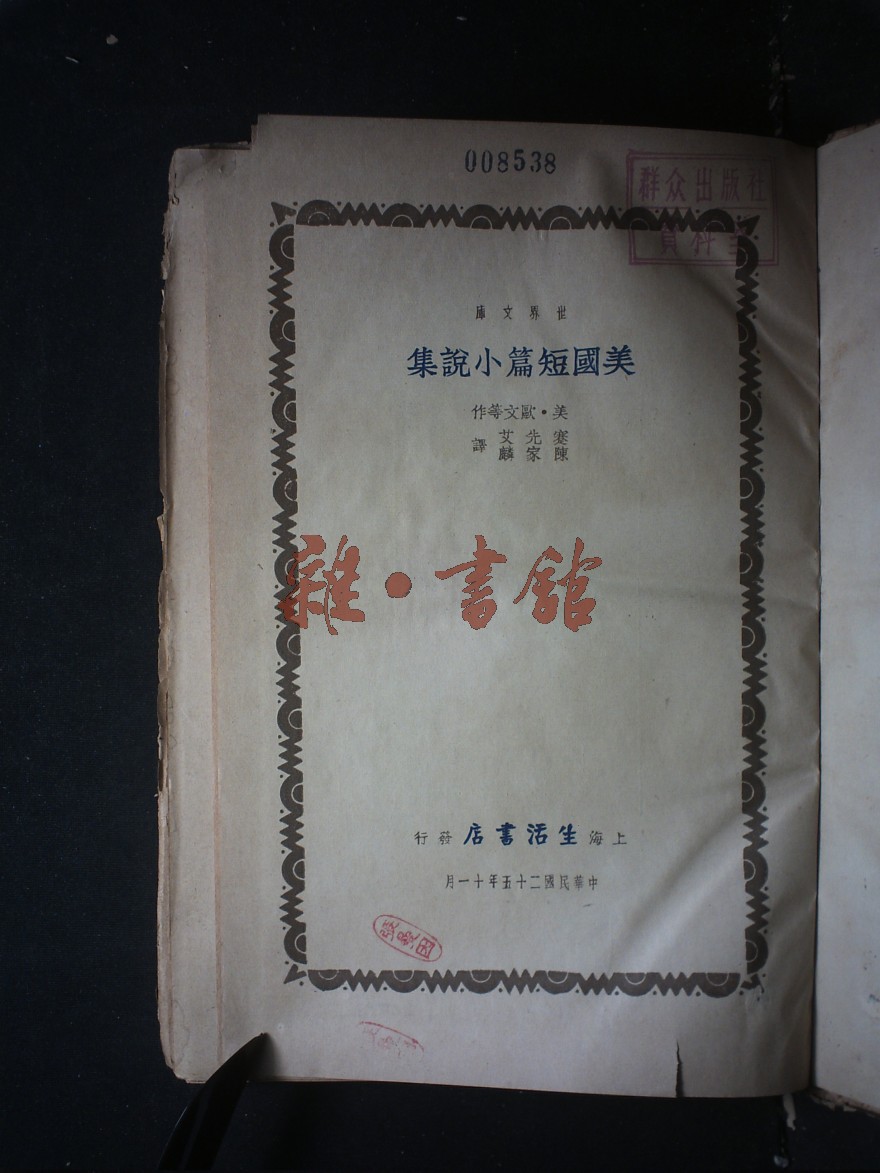 008538
群众出版社
資料室
世界文庫
美國短篇小說集
美·歐文等作
蹇先艾
陳家麟
譯
雜·書館
上海生活書店發行
中華民國二十五年十一月